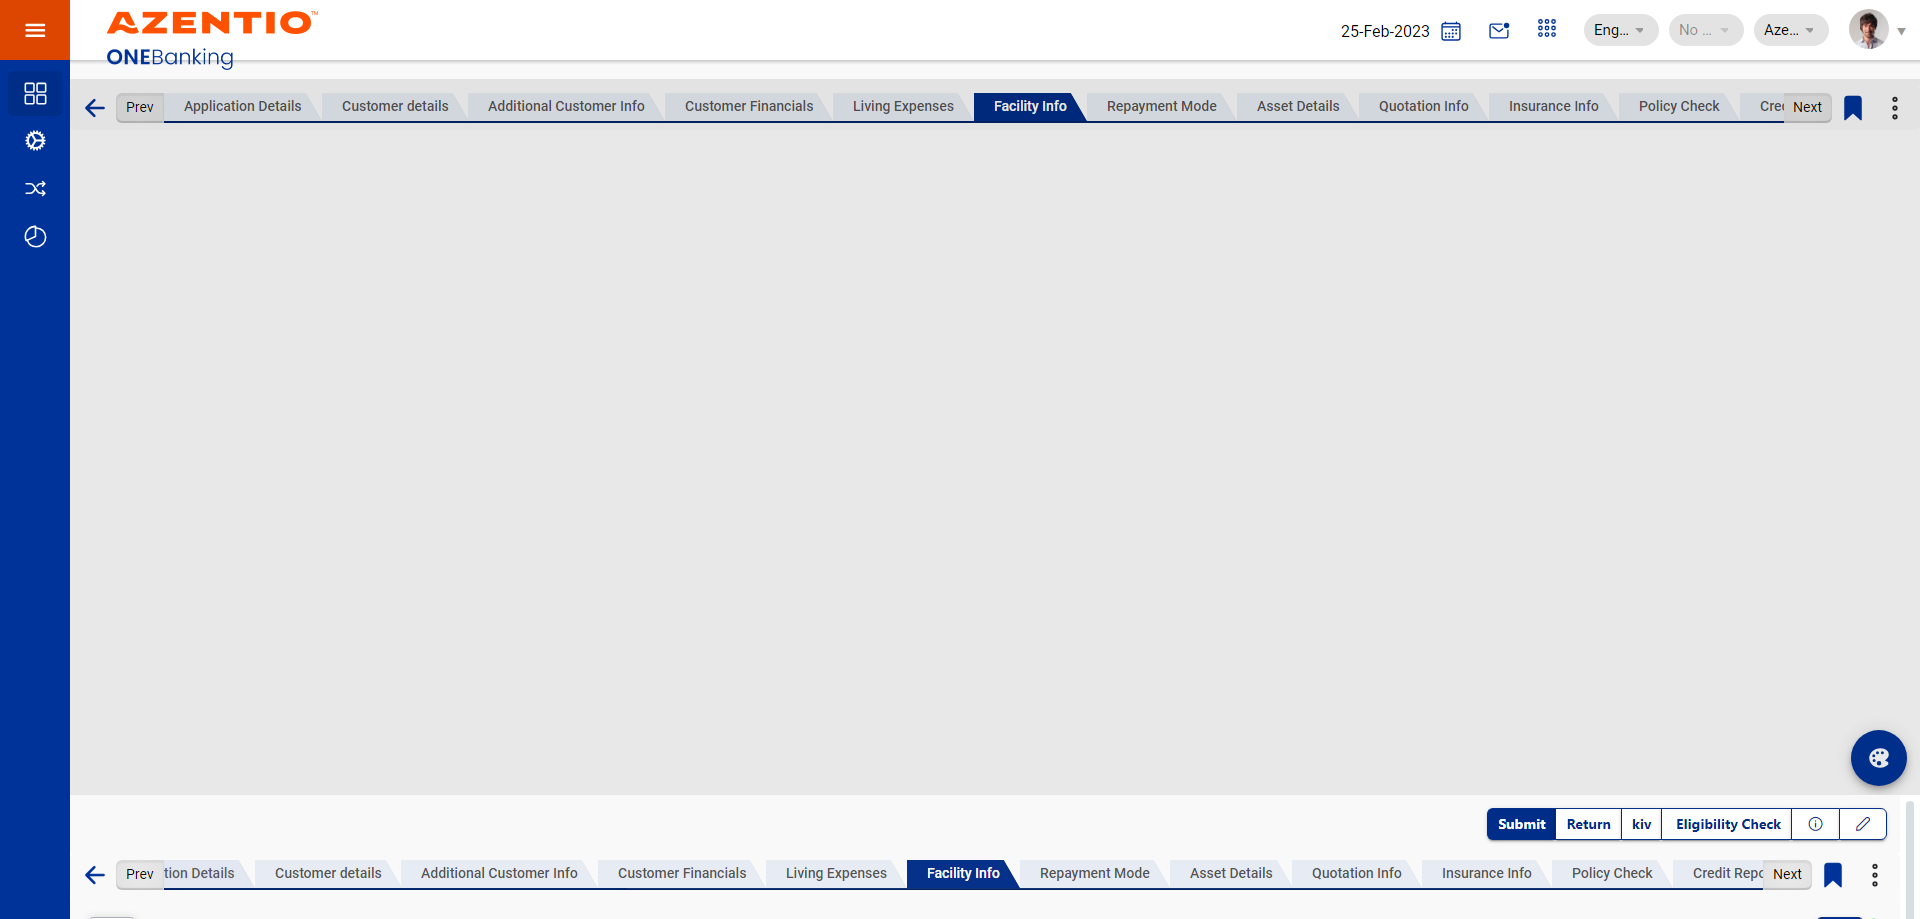 AZENTIO™
ONEBanking
25-Feb-2023
Eng...
No ...
Aze...
Prev
Application Details
Customer details
Additional Customer Info
Customer Financials
Living Expenses
Facility Info
Repayment Mode
Asset Details
Quotation Info
Insurance Info
Policy Check
Cre
Next
Submit
Return
kiv
Eligibility Check
Prev
tion Details
Customer details
Additional Customer Info
Customer Financials
Living Expenses
Facility Info
Repayment Mode
Asset Details
Quotation Info
Insurance Info
Policy Check
Credit Repo
Next